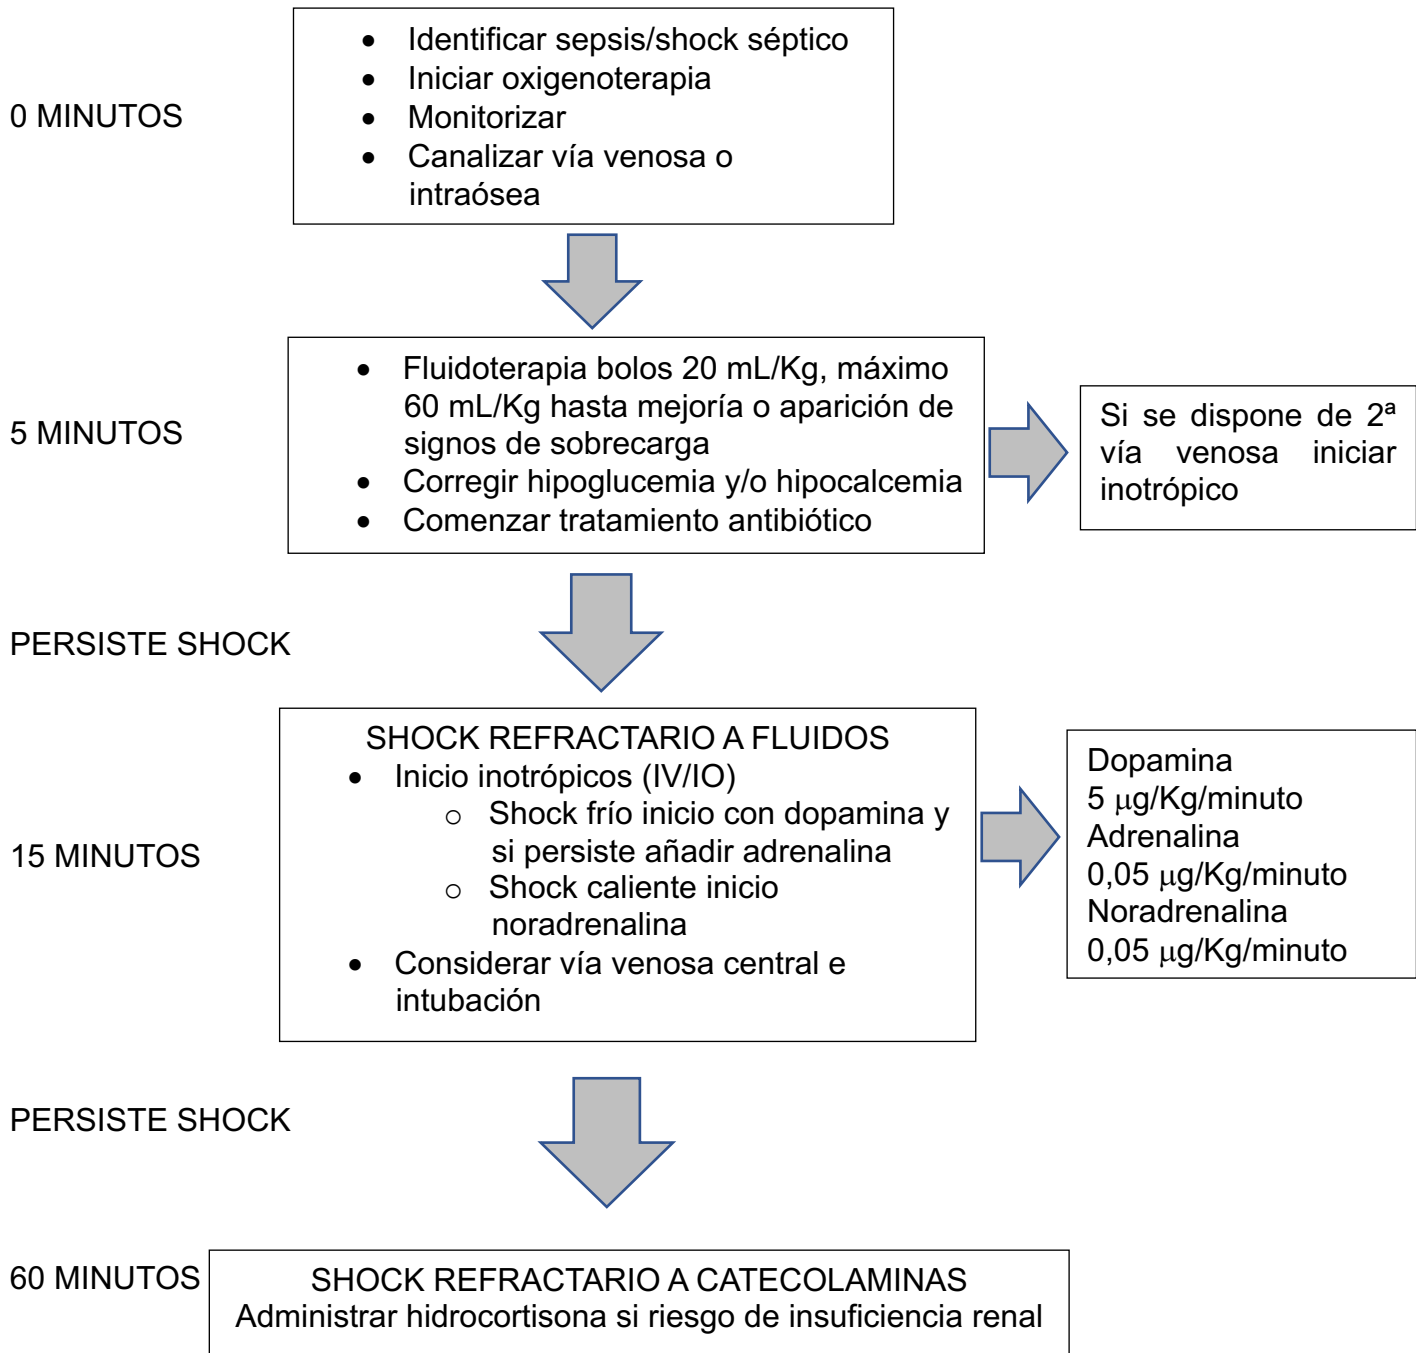 0 MINUTOS
• Identificar sepsis/shock séptico
• Iniciar oxigenoterapia
• Monitorizar
• Canalizar vía venosa o
intraósea
5 MINUTOS
• Fluidoterapia bolos 20 mL/Kg, máximo
60 mL/Kg hasta mejoría o aparición de
signos de sobrecarga
• Corregir hipoglucemia y/o hipocalcemia
• Comenzar tratamiento antibiótico
Si se dispone de 2ª
vía venosa iniciar
inotrópico
PERSISTE SHOCK
15 MINUTOS
SHOCK REFRACTARIO A FLUIDOS
• Inicio inotrópicos (IV/IO)
o Shock frío inicio con dopamina y
si persiste añadir adrenalina
o Shock caliente inicio
noradrenalina
• Considerar vía venosa central e
intubación
Dopamina
5 μg/Kg/minuto
Adrenalina
0,05 μg/Kg/minuto
Noradrenalina
0,05 μg/Kg/minuto
PERSISTE SHOCK
60 MINUTOS
SHOCK REFRACTARIO A CATECOLAMINAS
Administrar hidrocortisona si riesgo de insuficiencia renal